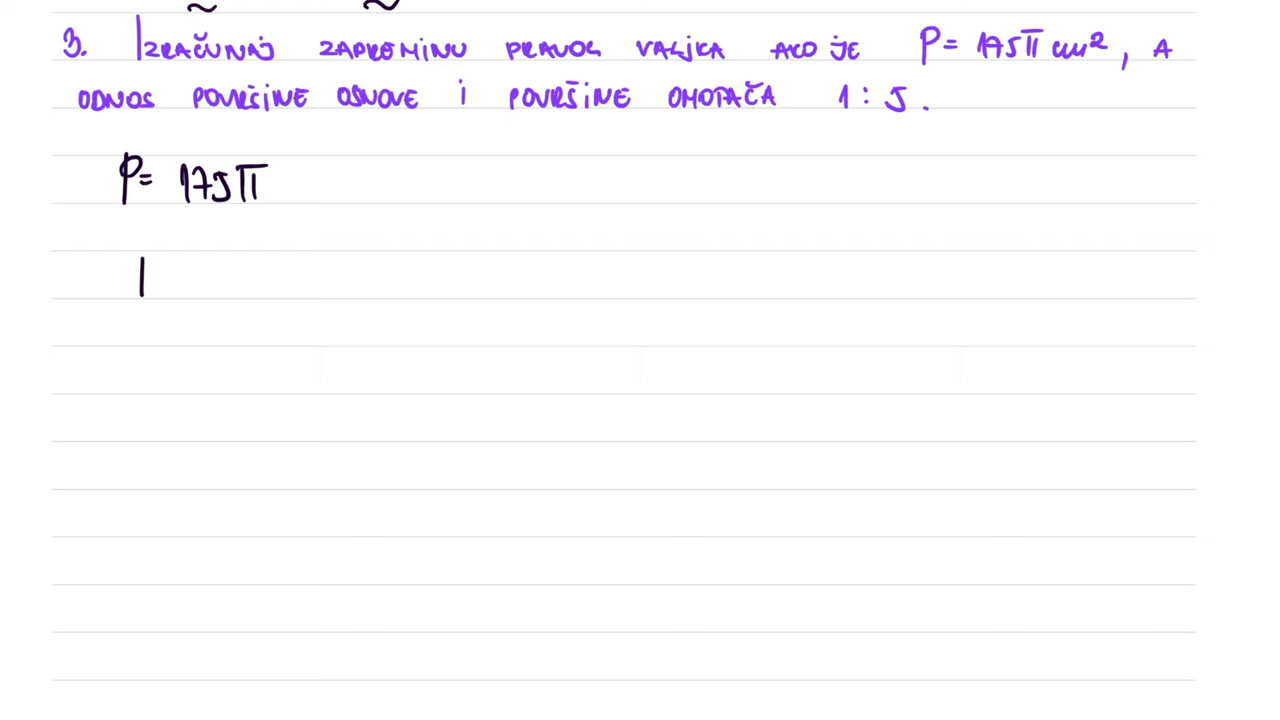 3. IZRAČUNAJ ZAPREMINU PRAVOG VALJKA AKO JE P = 175π cm², A
ODNOS POVRŠINE OSNOVE I POVRŠINE OMOTAČA 1 : 5.
P = 175π
|